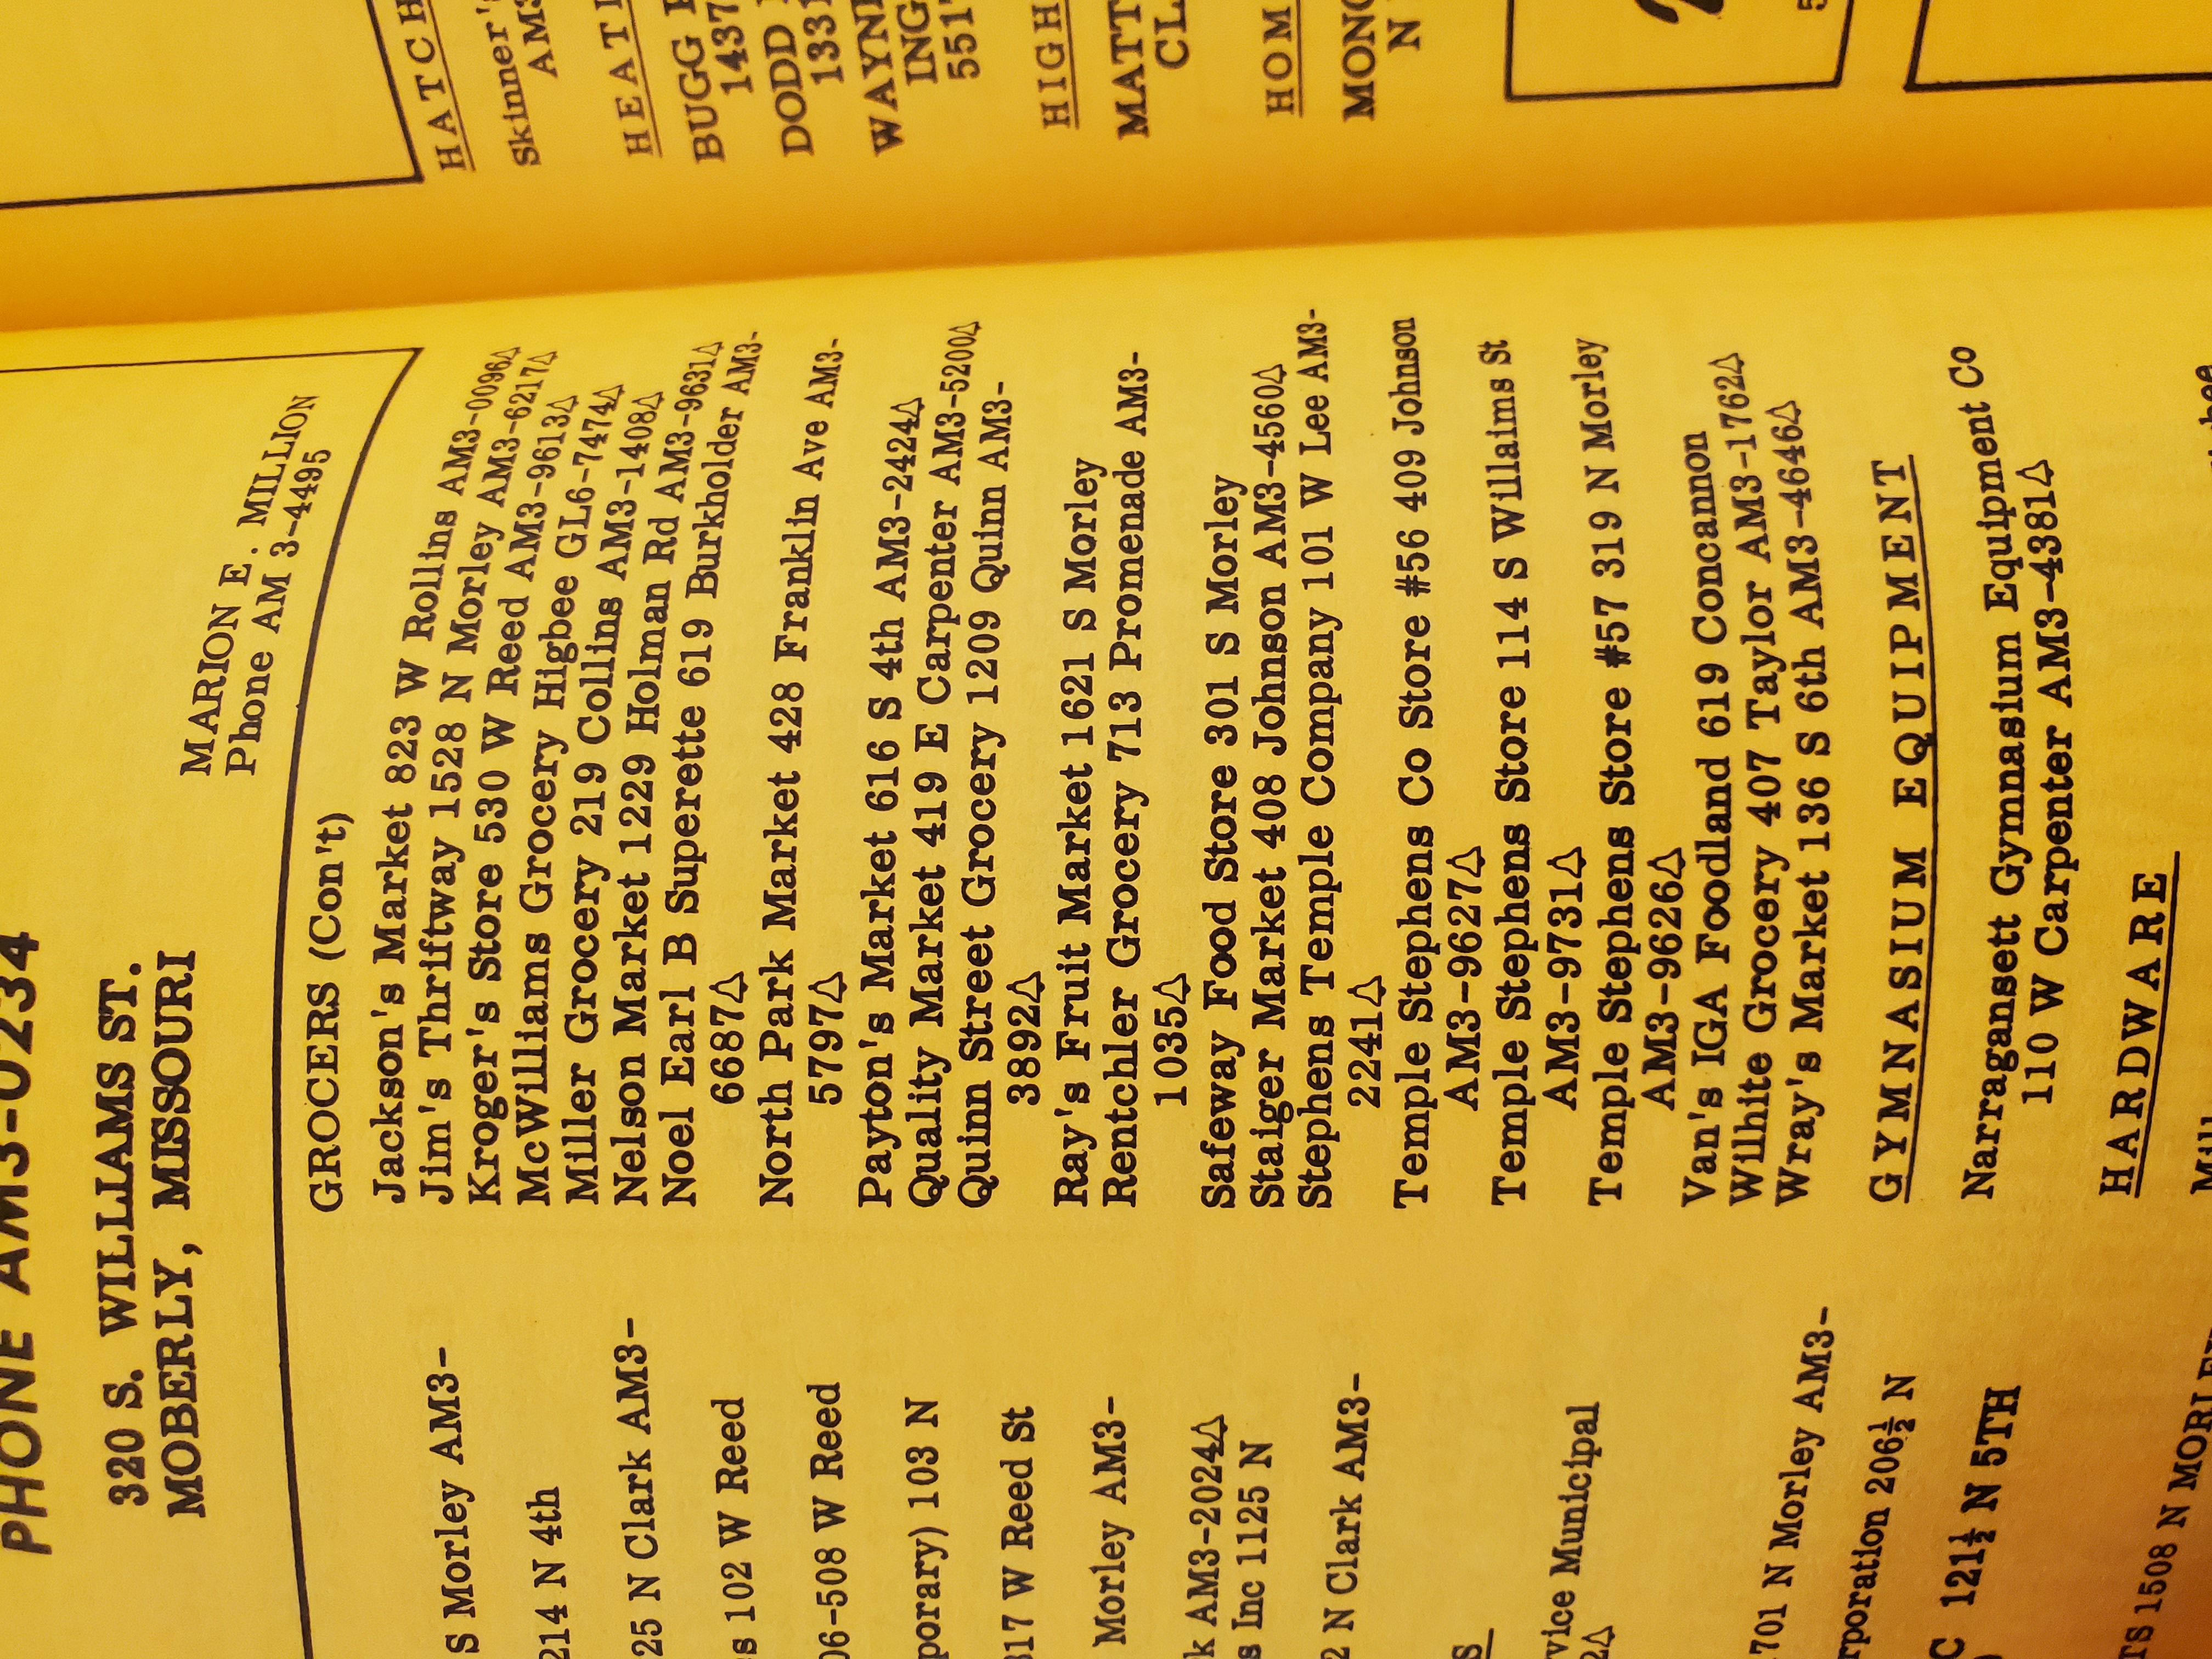 PHONE AM3-0234
320 S. WILLIAMS ST.
MOBERLY, MISSOURI
MARION E. MILLION
Phone AM 3-4495
S Morley AM3-
214 N 4th
25 N Clark AM3-
s 102 W Reed
06-508 W Reed
porary) 103 N
317 W Reed St
Morley AM3-
k AM3-2024△
s Inc 1125 N
2 N Clark AM3-
S
vice Municipal
2△
701 N Morley AM3-
rporation 206½ N
C 121½ N 5TH
TS 1508 N MORLEY
GROCERS (Con't)
Jackson's Market 823 W Rollins AM3-0096△
Jim's Thriftway 1528 N Morley AM3-6217△
Kroger's Store 530 W Reed AM3-9613△
McWilliams Grocery Higbee GL6-7474△
Miller Grocery 219 Collins AM3-1408△
Nelson Market 1229 Holman Rd AM3-9631△
Noel Earl B Superette 619 Burkholder AM3-
6687△
North Park Market 428 Franklin Ave AM3-
5797△
Payton's Market 616 S 4th AM3-2424△
Quality Market 419 E Carpenter AM3-5200△
Quinn Street Grocery 1209 Quinn AM3-
3892△
Ray's Fruit Market 1621 S Morley
Rentchler Grocery 713 Promenade AM3-
1035△
Safeway Food Store 301 S Morley
Staiger Market 408 Johnson AM3-4560△
Stephens Temple Company 101 W Lee AM3-
2241△
Temple Stephens Co Store #56 409 Johnson
AM3-9627△
Temple Stephens Store 114 S Willaims St
AM3-9731△
Temple Stephens Store #57 319 N Morley
AM3-9626△
Van's IGA Foodland 619 Concannon
Wilhite Grocery 407 Taylor AM3-1762△
Wray's Market 136 S 6th AM3-4646△
GYMNASIUM EQUIPMENT
Narragansett Gymnasium Equipment Co
110 W Carpenter AM3-4381△
HARDWARE
HATCH
Skinner's
AM3
HEATI
BUGG
1437
DODD
1331
WAYNE
ING
551
HIGH
MATT
CL
HOM
MONG
N